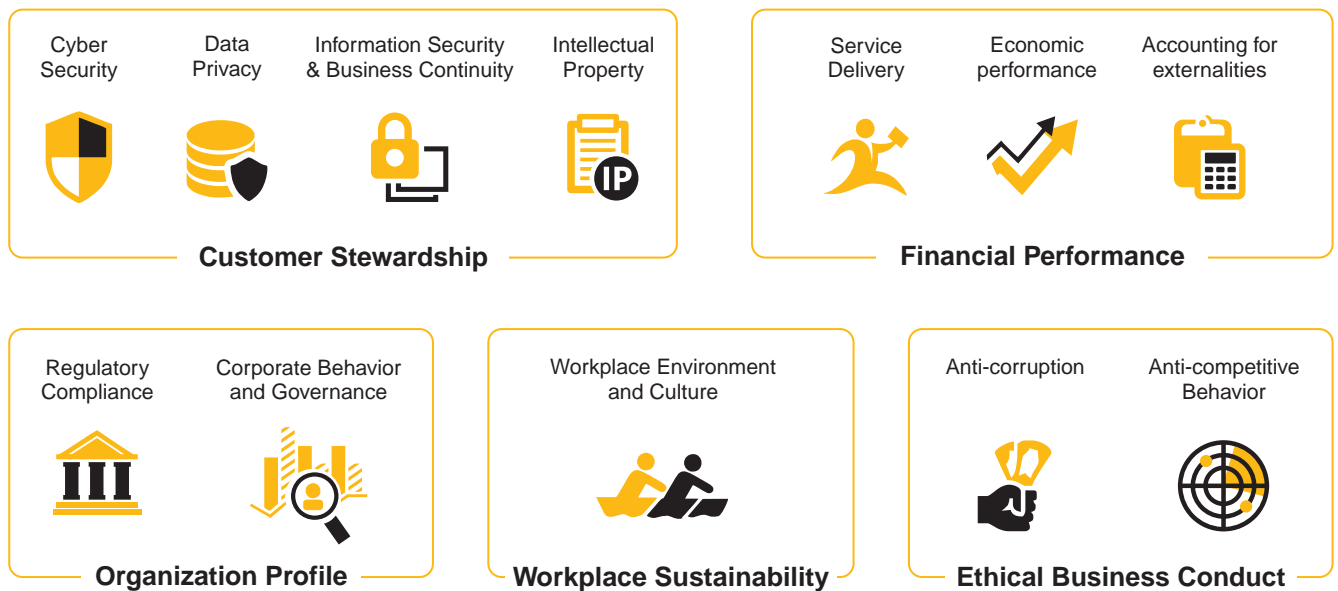 Cyber
Security
Data
Privacy
Information Security
& Business Continuity
Intellectual
Property
IP
Customer Stewardship
Service
Delivery
Economic
performance
Accounting for
externalities
Financial Performance
Regulatory
Compliance
Corporate Behavior
and Governance
Organization Profile
Workplace Environment
and Culture
Workplace Sustainability
Anti-corruption
Anti-competitive
Behavior
Ethical Business Conduct